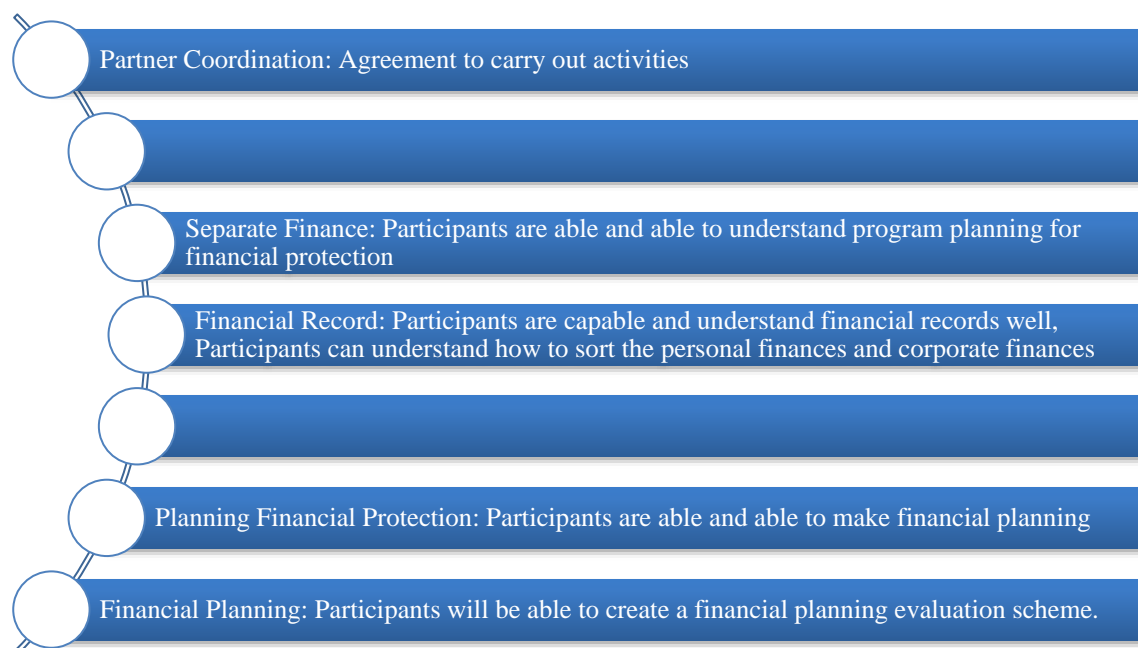 Partner Coordination: Agreement to carry out activities
Separate Finance: Participants are able and able to understand program planning for
financial protection
Financial Record: Participants are capable and understand financial records well,
Participants can understand how to sort the personal finances and corporate finances
Planning Financial Protection: Participants are able and able to make financial planning
Financial Planning: Participants will be able to create a financial planning evaluation scheme.